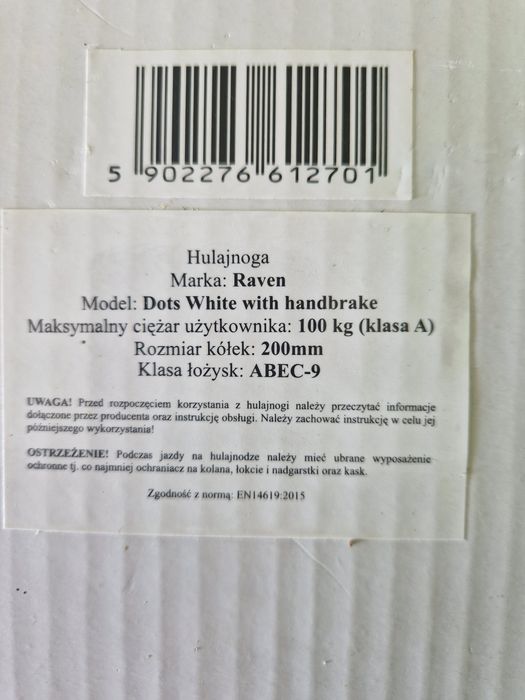 5 902276 612701
Hulajnoga
Marka: Raven
Model: Dots White with handbrake
Maksymalny ciężar użytkownika: 100 kg (klasa A)
Rozmiar kółek: 200mm
Klasa łożysk: ABEC-9
UWAGA! Przed rozpoczęciem korzystania z hulajnogi należy przeczytać informacje
dołączone przez producenta oraz instrukcję obsługi. Należy zachować instrukcję w celu jej
późniejszego wykorzystania!
OSTRZEŻENIE! Podczas jazdy na hulajnodze należy mieć ubrane wyposażenie
ochronne tj. co najmniej ochraniacz na kolana, łokcie i nadgarstki oraz kask.
Zgodność z normą: EN14619:2015